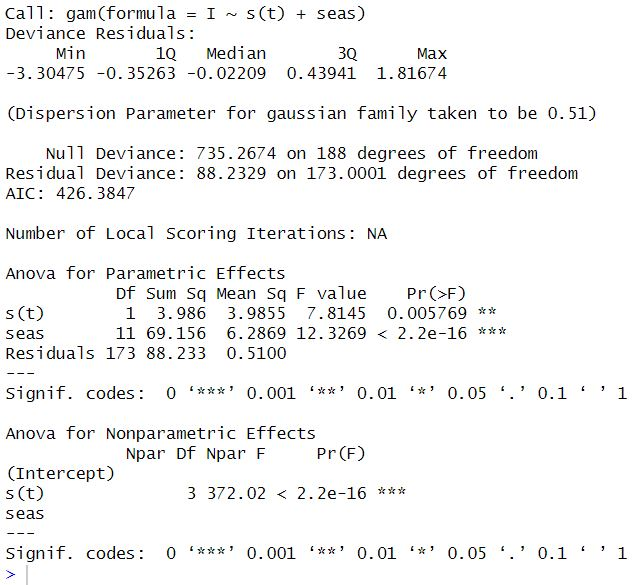 Call: gam(formula = I ~ s(t) + seas)
Deviance Residuals:
     Min       1Q   Median       3Q      Max
-3.30475 -0.35263 -0.02209  0.43941  1.81674
(Dispersion Parameter for gaussian family taken to be 0.51)
    Null Deviance: 735.2674 on 188 degrees of freedom
Residual Deviance: 88.2329 on 173.0001 degrees of freedom
AIC: 426.3847
Number of Local Scoring Iterations: NA
Anova for Parametric Effects
           Df Sum Sq Mean Sq F value    Pr(>F)
s(t)        1  3.986  3.9855  7.8145  0.005769 **
seas       11 69.156  6.2869 12.3269 < 2.2e-16 ***
Residuals 173 88.233  0.5100
---
Signif. codes:  0 ‘***’ 0.001 ‘**’ 0.01 ‘*’ 0.05 ‘.’ 0.1 ‘ ’ 1
Anova for Nonparametric Effects
            Npar Df Npar F     Pr(F)
(Intercept)
s(t)              3 372.02 < 2.2e-16 ***
seas
---
Signif. codes:  0 ‘***’ 0.001 ‘**’ 0.01 ‘*’ 0.05 ‘.’ 0.1 ‘ ’ 1
>